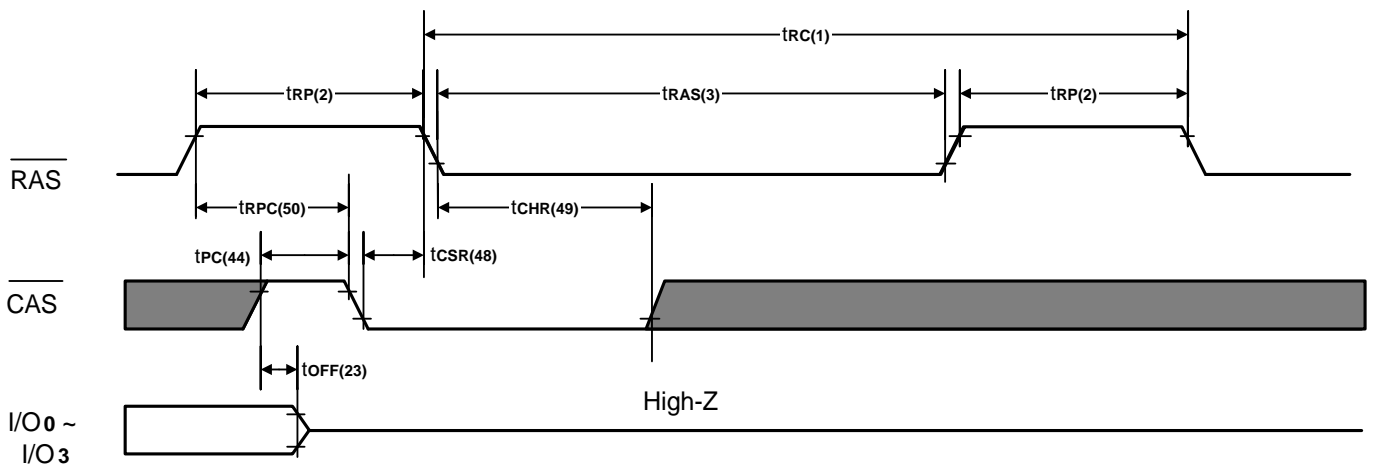 tRC(1)
tRP(2)
tRAS(3)
tRP(2)
RAS
tRPC(50)
tCHR(49)
tPC(44)
tCSR(48)
CAS
tOFF(23)
High-Z
I/O0 ~
I/O3